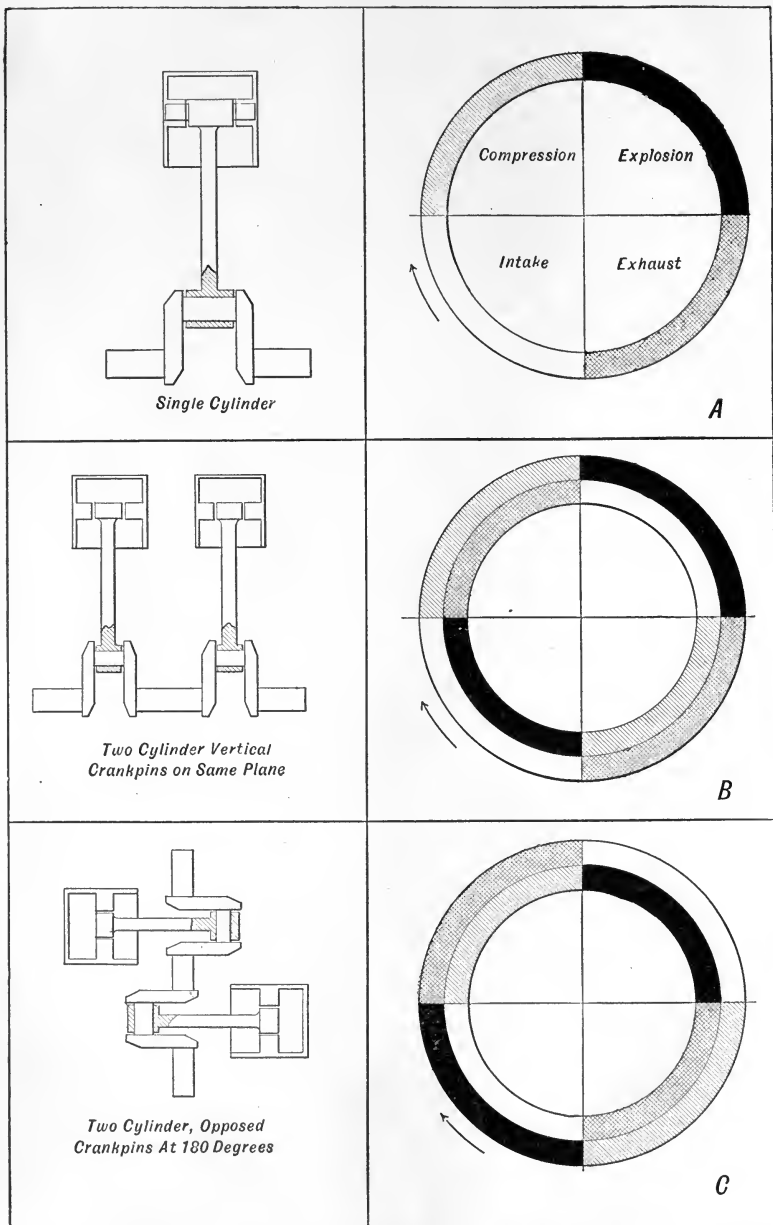 Compression Explosion
Intake Exhaust
Single Cylinder
A
Two Cylinder Vertical
Crankpins on Same Plane
B
Two Cylinder, Opposed
Crankpins At 180 Degrees
C